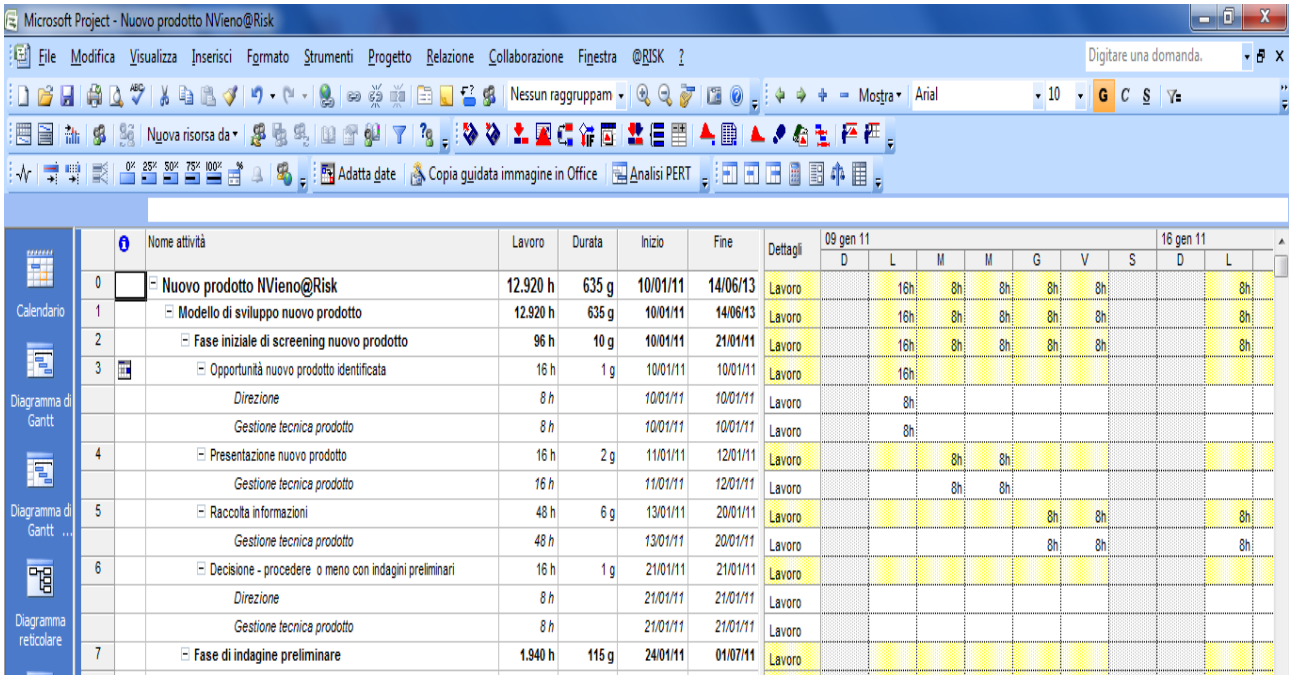 Microsoft Project - Nuovo prodotto NVieno@Risk
File Modifica Visualizza Inserisci Formato Strumenti Progetto Relazione Collaborazione Finestra @RISK ? Digitare una domanda.
Nessun raggruppam Mostra Arial 10 G C S
Nuova risorsa da
0% 25% 50% 75% 100% Adatta date Copia guidata immagine in Office Analisi PERT
Nome attività Lavoro Durata Inizio Fine Dettagli 09 gen 11 16 gen 11
D L M M G V S D L
0 Nuovo prodotto NVieno@Risk 12.920 h 635 g 10/01/11 14/06/13 Lavoro 16h 8h 8h 8h 8h 8h
1 Modello di sviluppo nuovo prodotto 12.920 h 635 g 10/01/11 14/06/13 Lavoro 16h 8h 8h 8h 8h 8h
2 Fase iniziale di screening nuovo prodotto 96 h 10 g 10/01/11 21/01/11 Lavoro 16h 8h 8h 8h 8h 8h
3 Opportunità nuovo prodotto identificata 16 h 1 g 10/01/11 10/01/11 Lavoro 16h
Direzione 8 h 10/01/11 10/01/11 Lavoro 8h
Gestione tecnica prodotto 8 h 10/01/11 10/01/11 Lavoro 8h
4 Presentazione nuovo prodotto 16 h 2 g 11/01/11 12/01/11 Lavoro 8h 8h
Gestione tecnica prodotto 16 h 11/01/11 12/01/11 Lavoro 8h 8h
5 Raccolta informazioni 48 h 6 g 13/01/11 20/01/11 Lavoro 8h 8h 8h
Gestione tecnica prodotto 48 h 13/01/11 20/01/11 Lavoro 8h 8h 8h
6 Decisione - procedere o meno con indagini preliminari 16 h 1 g 21/01/11 21/01/11 Lavoro
Direzione 8 h 21/01/11 21/01/11 Lavoro
Gestione tecnica prodotto 8 h 21/01/11 21/01/11 Lavoro
7 Fase di indagine preliminare 1.940 h 115 g 24/01/11 01/07/11 Lavoro
Calendario
Diagramma di
Gantt
Diagramma di
Gantt ...
Diagramma
reticolare